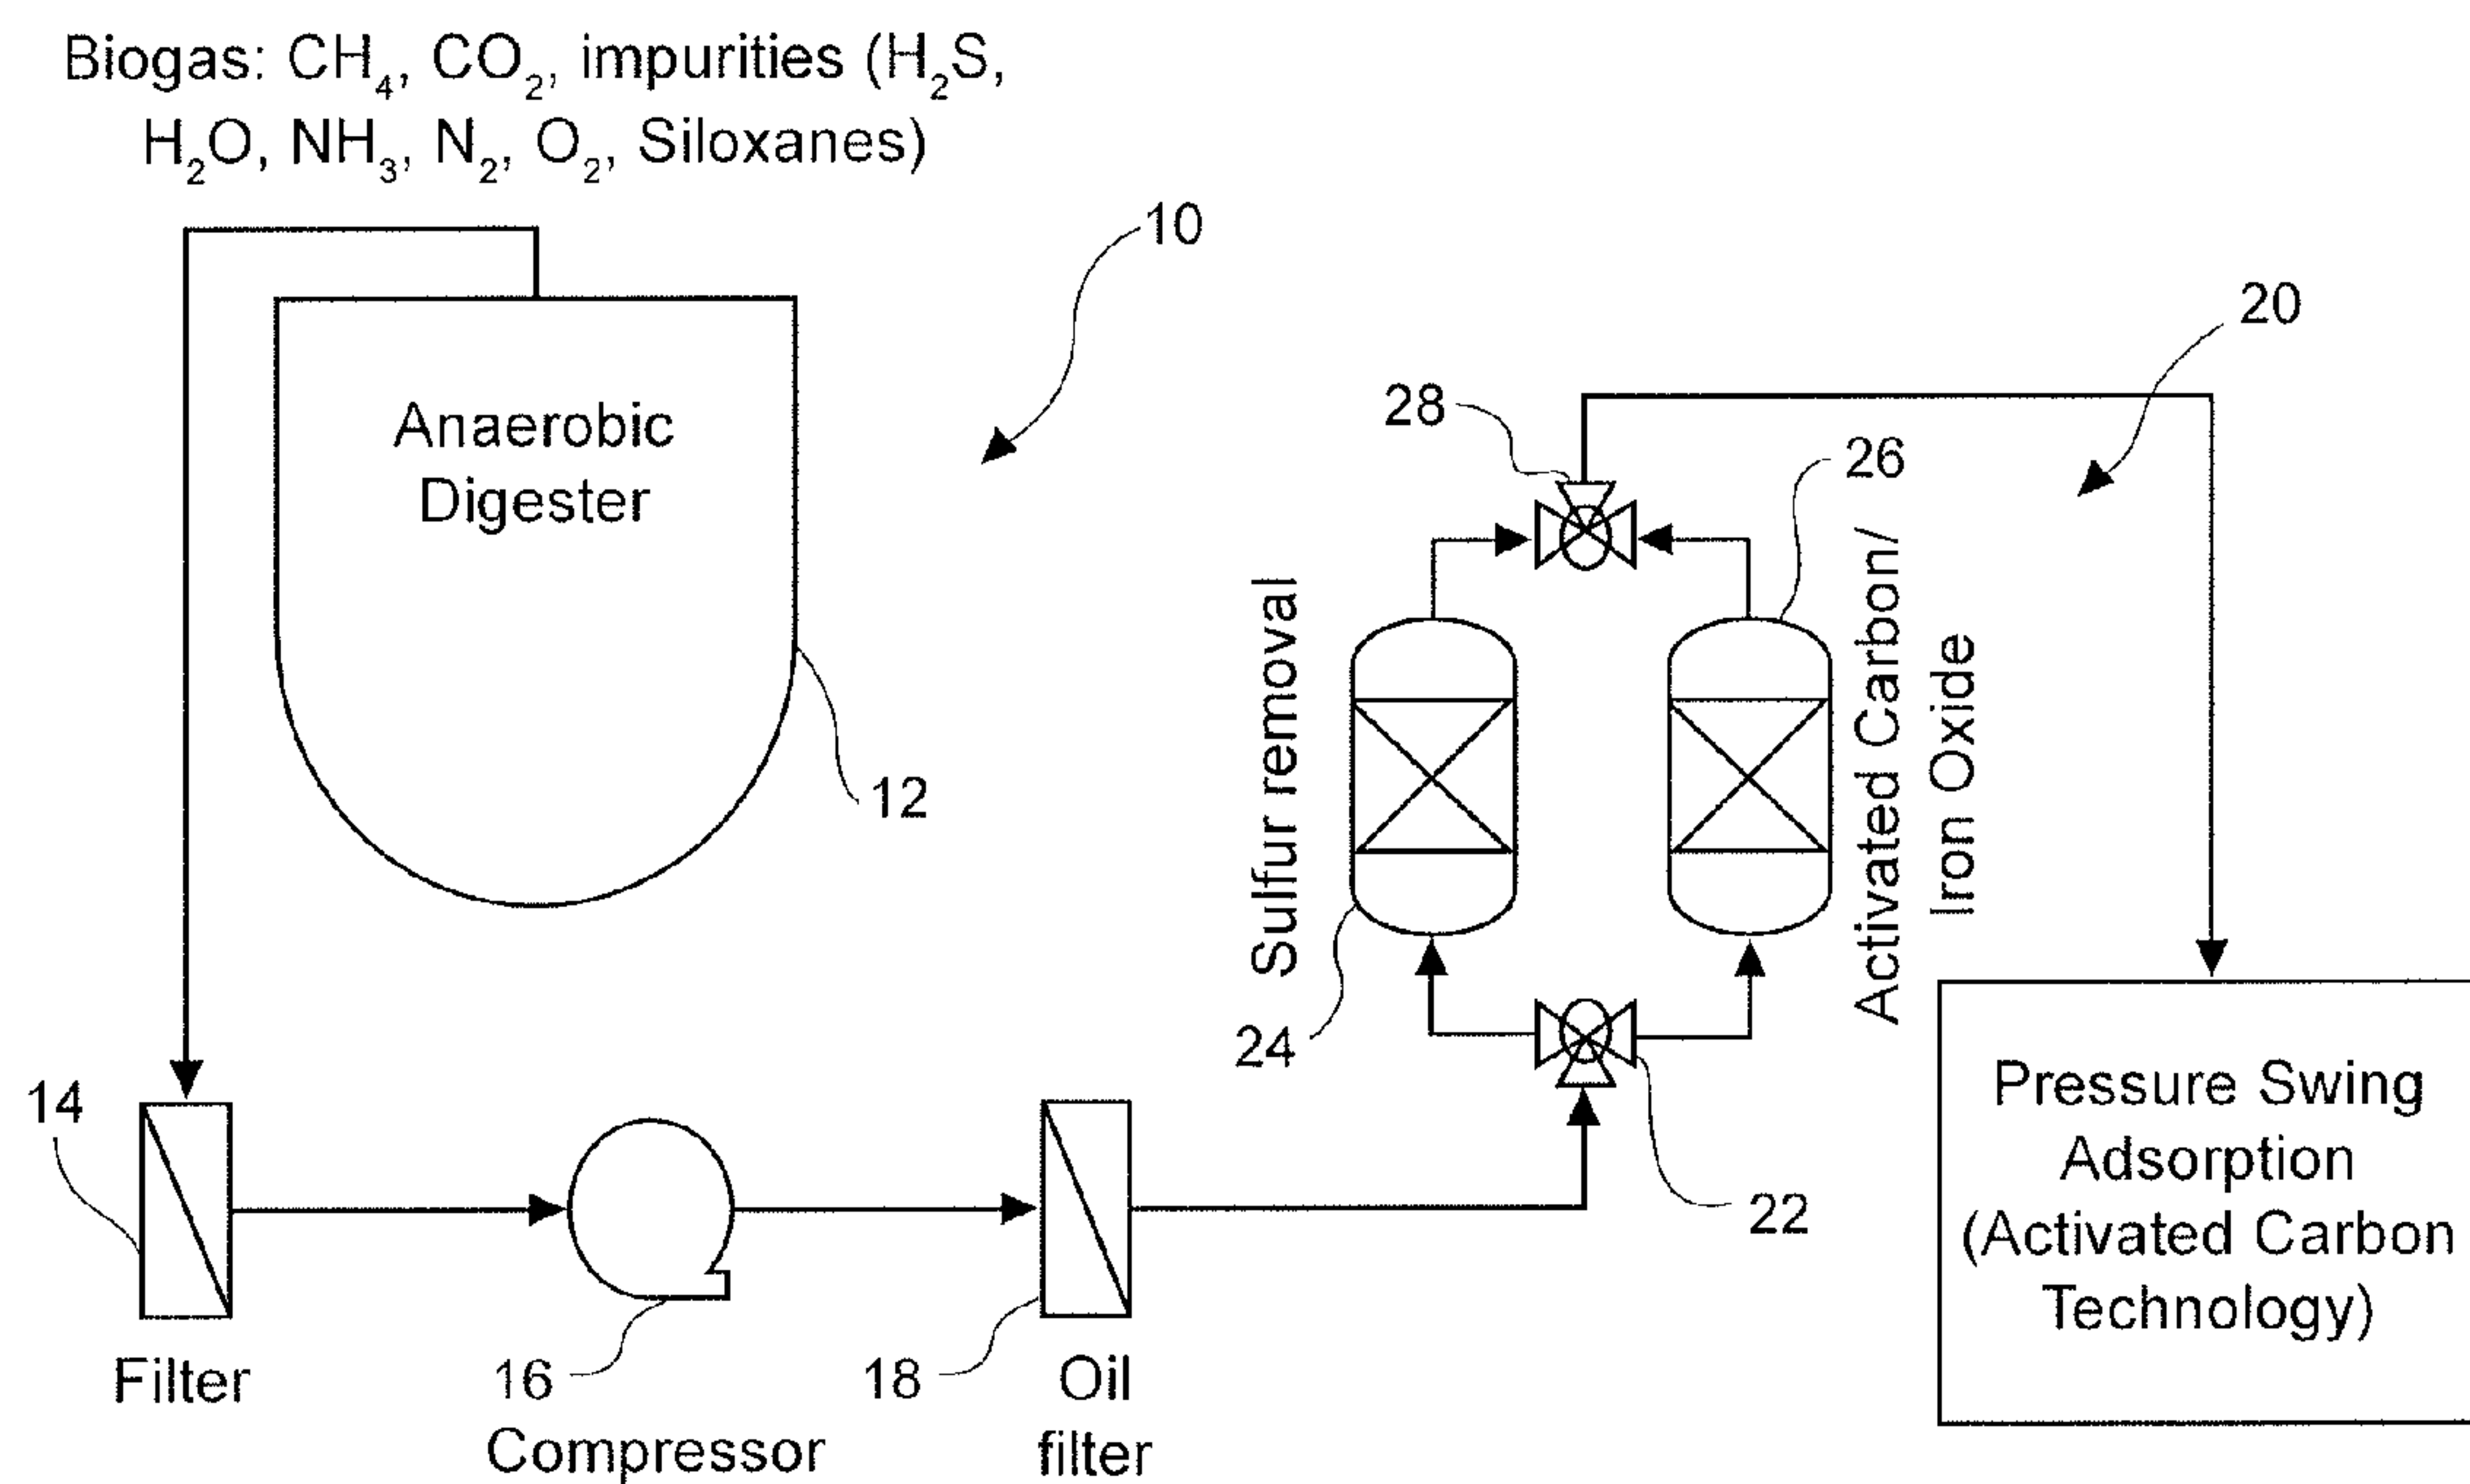 Biogas: CH₄, CO₂, impurities (H₂S,
H₂O, NH₃, N₂, O₂, Siloxanes)
10
20
Anaerobic
Digester
28
26
12
Sulfur removal
Activated Carbon/
Iron Oxide
24
14
22
Pressure Swing
Adsorption
(Activated Carbon
Technology)
Filter
16
Compressor
18
Oil
filter